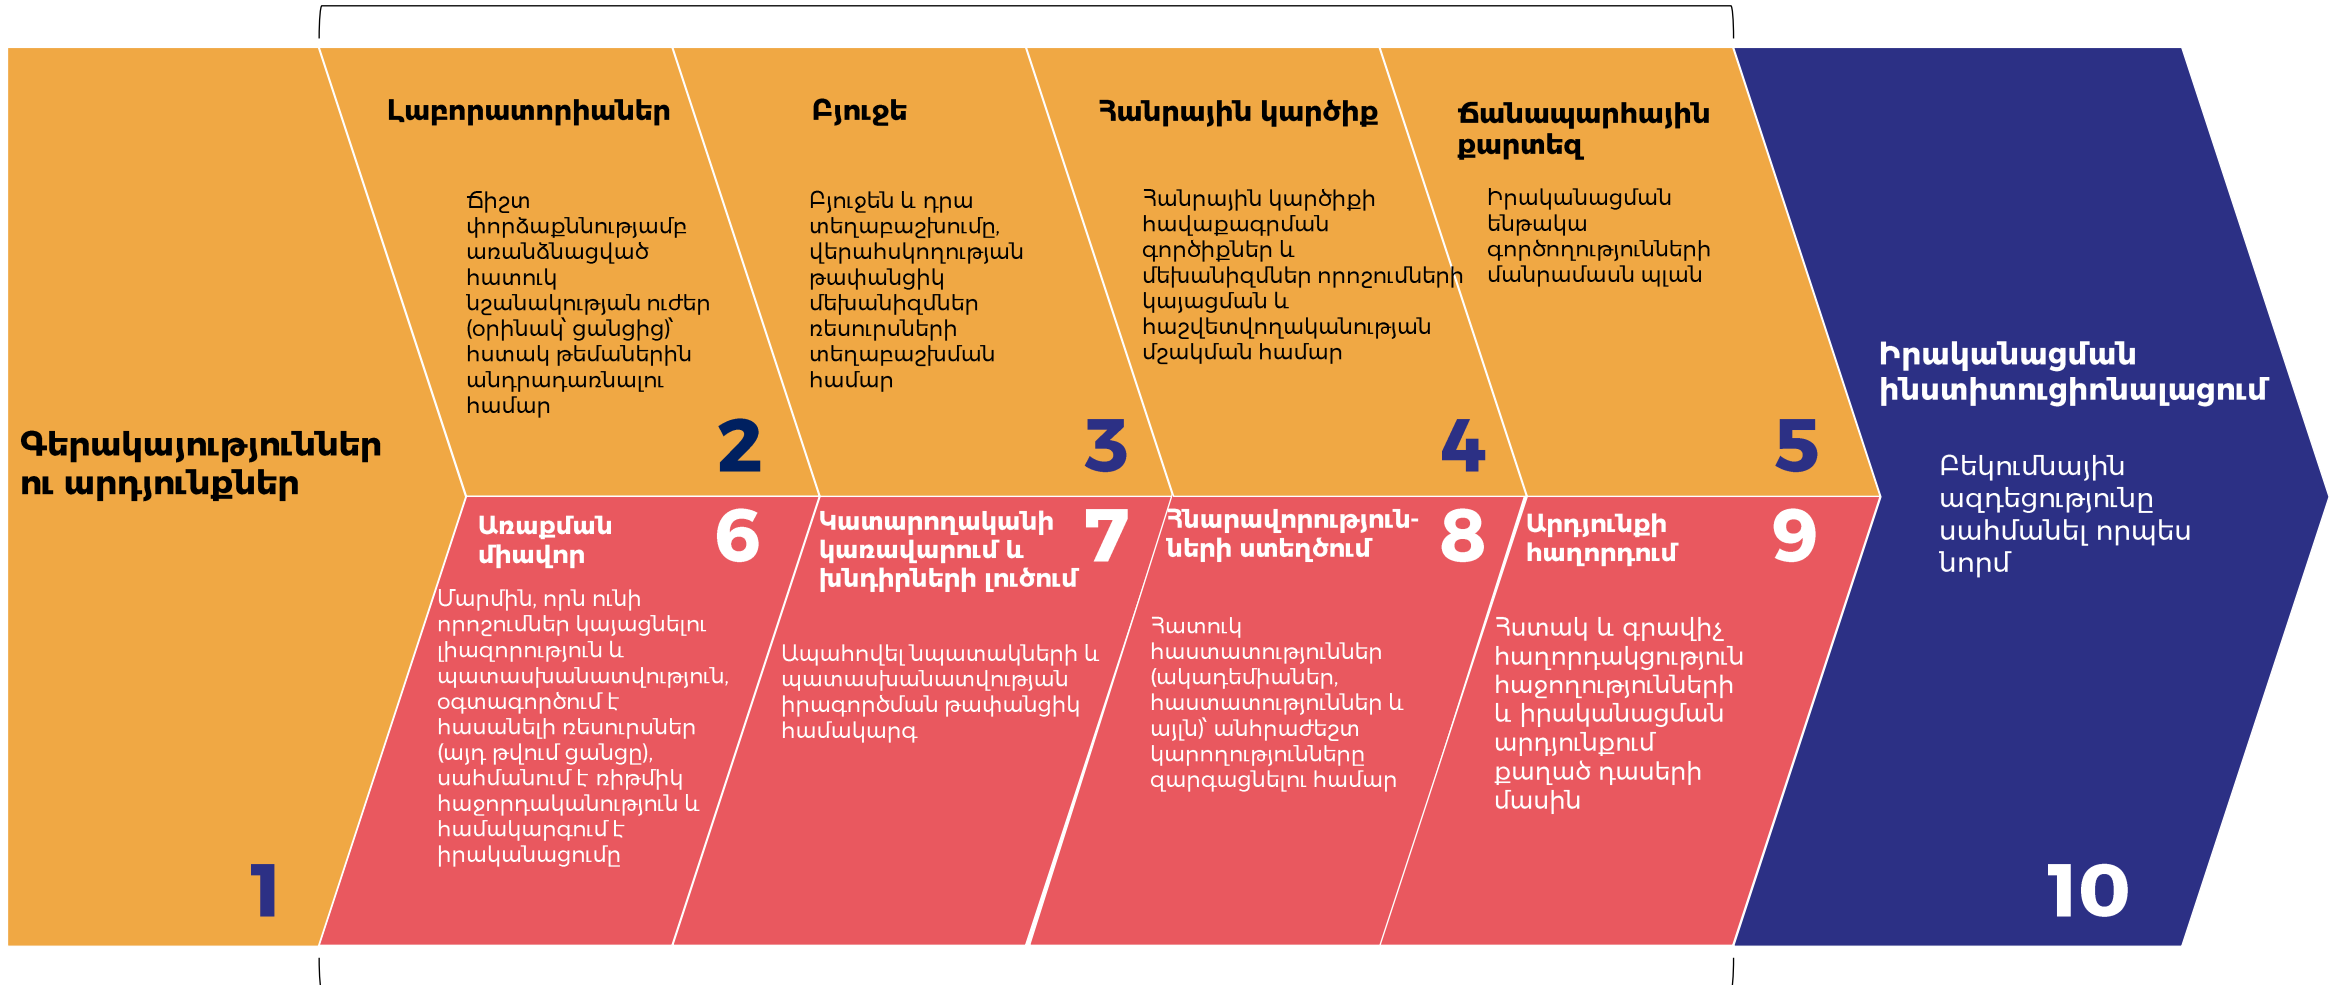 Գերակայություններ
ու արդյունքներ
1
Լաբորատորիաներ
Ճիշտ
փորձաքննությամբ
առանձնացված
հատուկ
նշանակության ուժեր
(օրինակ՝ ցանցից)՝
հստակ թեմաներին
անդրադառնալու
համար
2
Բյուջե
Բյուջեն և դրա
տեղաբաշխումը,
վերահսկողության
թափանցիկ
մեխանիզմներ
ռեսուրսների
տեղաբաշխման
համար
3
Հանրային կարծիք
Հանրային կարծիքի
հավաքագրման
գործիքներ և
մեխանիզմներ որոշումների
կայացման և
հաշվետվողականության
մշակման համար
4
Ճանապարհային
քարտեզ
Իրականացման
ենթակա
գործողությունների
մանրամասն պլան
5
Առաքման
միավոր
6
Մարմին, որն ունի
որոշումներ կայացնելու
լիազորություն և
պատասխանատվություն,
օգտագործում է
հասանելի ռեսուրսներ
(այդ թվում ցանցը),
սահմանում է ռիթմիկ
հաջորդականություն և
համակարգում է
իրականացումը
Կատարողականի
կառավարում և
խնդիրների լուծում
7
Ապահովել նպատակների և
պատասխանատվության
իրագործման թափանցիկ
համակարգ
Հնարավորություն-
ների ստեղծում
8
Հատուկ
հաստատություններ
(ակադեմիաներ,
հաստատություններ և
այլն)՝ անհրաժեշտ
կարողությունները
զարգացնելու համար
Արդյունքի
հաղորդում
9
Հստակ և գրավիչ
հաղորդակցություն
հաջողությունների
և իրականացման
արդյունքում
քաղած դասերի
մասին
Իրականացման
ինստիտուցիոնալացում
Բեկումնային
ազդեցությունը
սահմանել որպես
նորմ
10